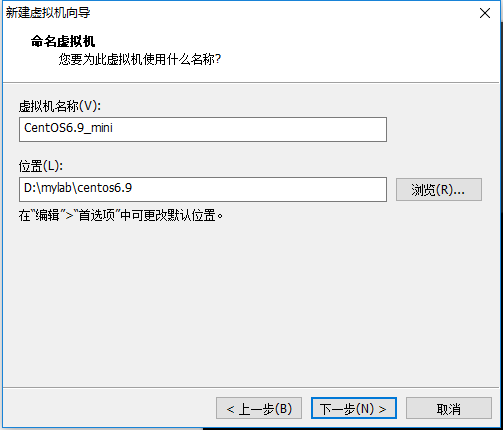 新建虚拟机向导
命名虚拟机
您要为此虚拟机使用什么名称?
虚拟机名称(V):
CentOS6.9_mini
位置(L):
D:\mylab\centos6.9
浏览(R)...
在“编辑”>“首选项”中可更改默认位置。
< 上一步(B)
下一步(N) >
取消